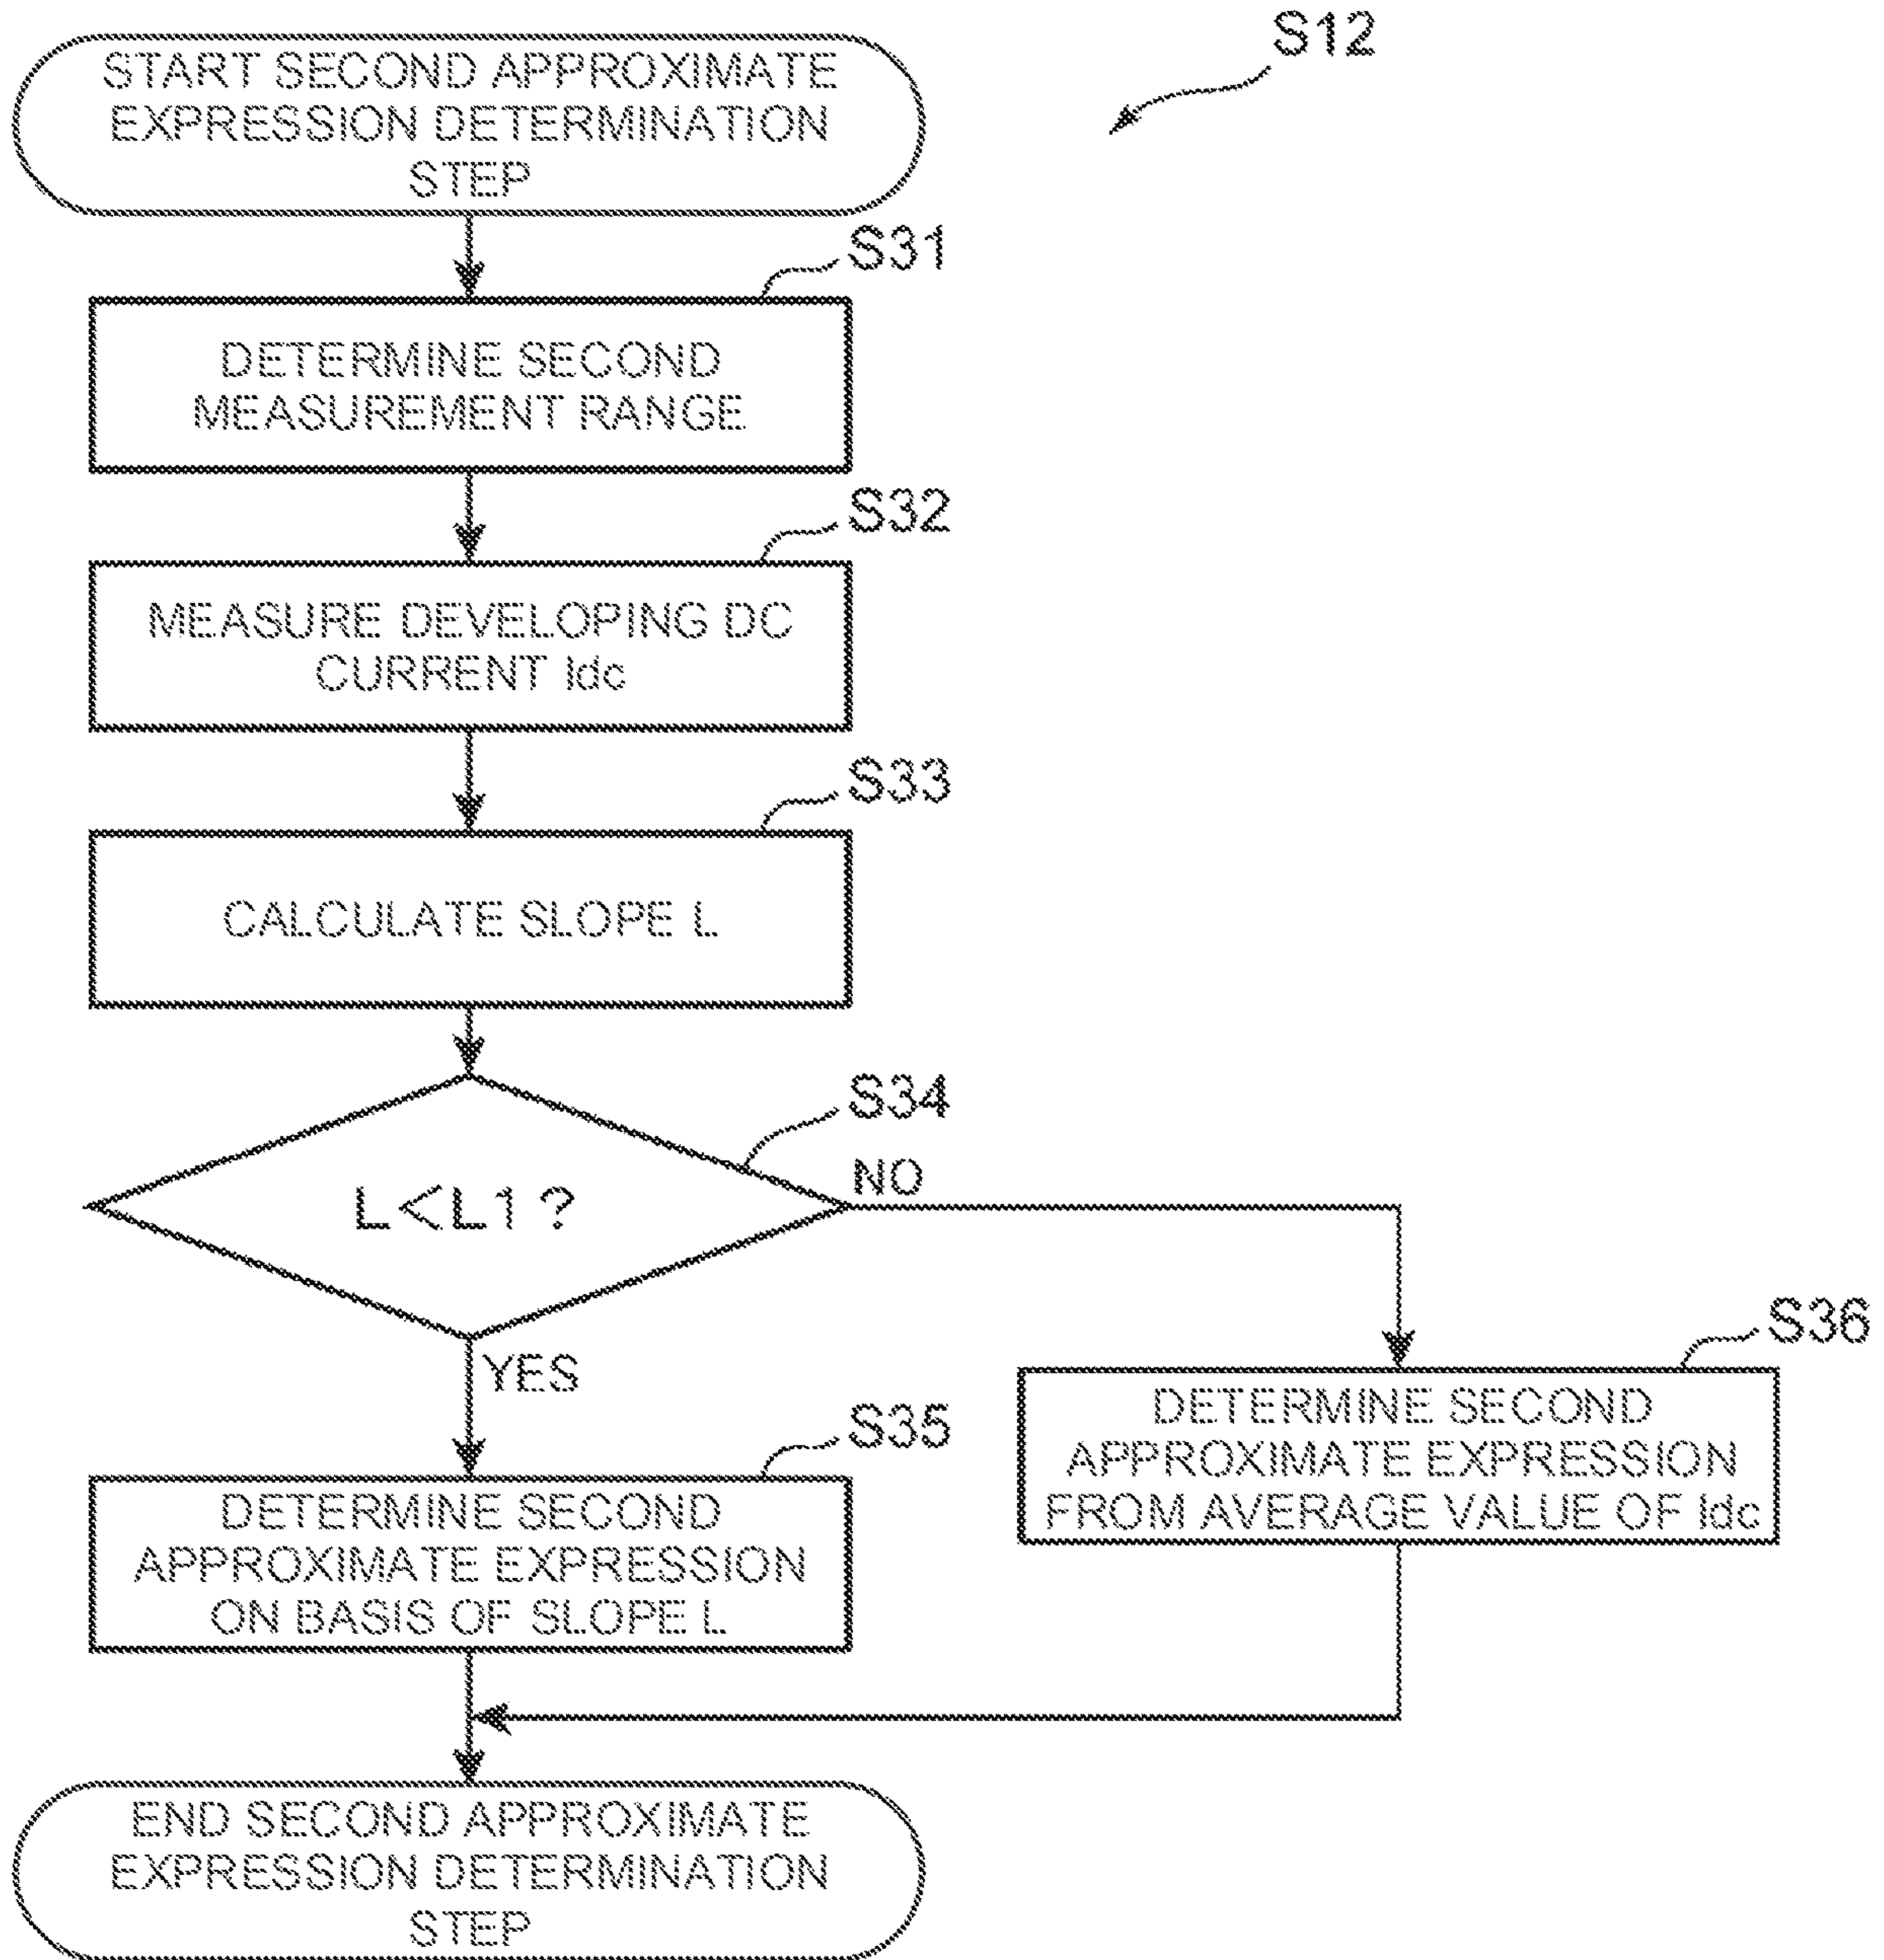 S12
START SECOND APPROXIMATE
EXPRESSION DETERMINATION
STEP
S31
DETERMINE SECOND
MEASUREMENT RANGE
S32
MEASURE DEVELOPING DC
CURRENT Idc
S33
CALCULATE SLOPE L
S34
L<L1?
NO
YES
S35
DETERMINE SECOND
APPROXIMATE EXPRESSION
ON BASIS OF SLOPE L
S36
DETERMINE SECOND
APPROXIMATE EXPRESSION
FROM AVERAGE VALUE OF Idc
END SECOND APPROXIMATE
EXPRESSION DETERMINATION
STEP